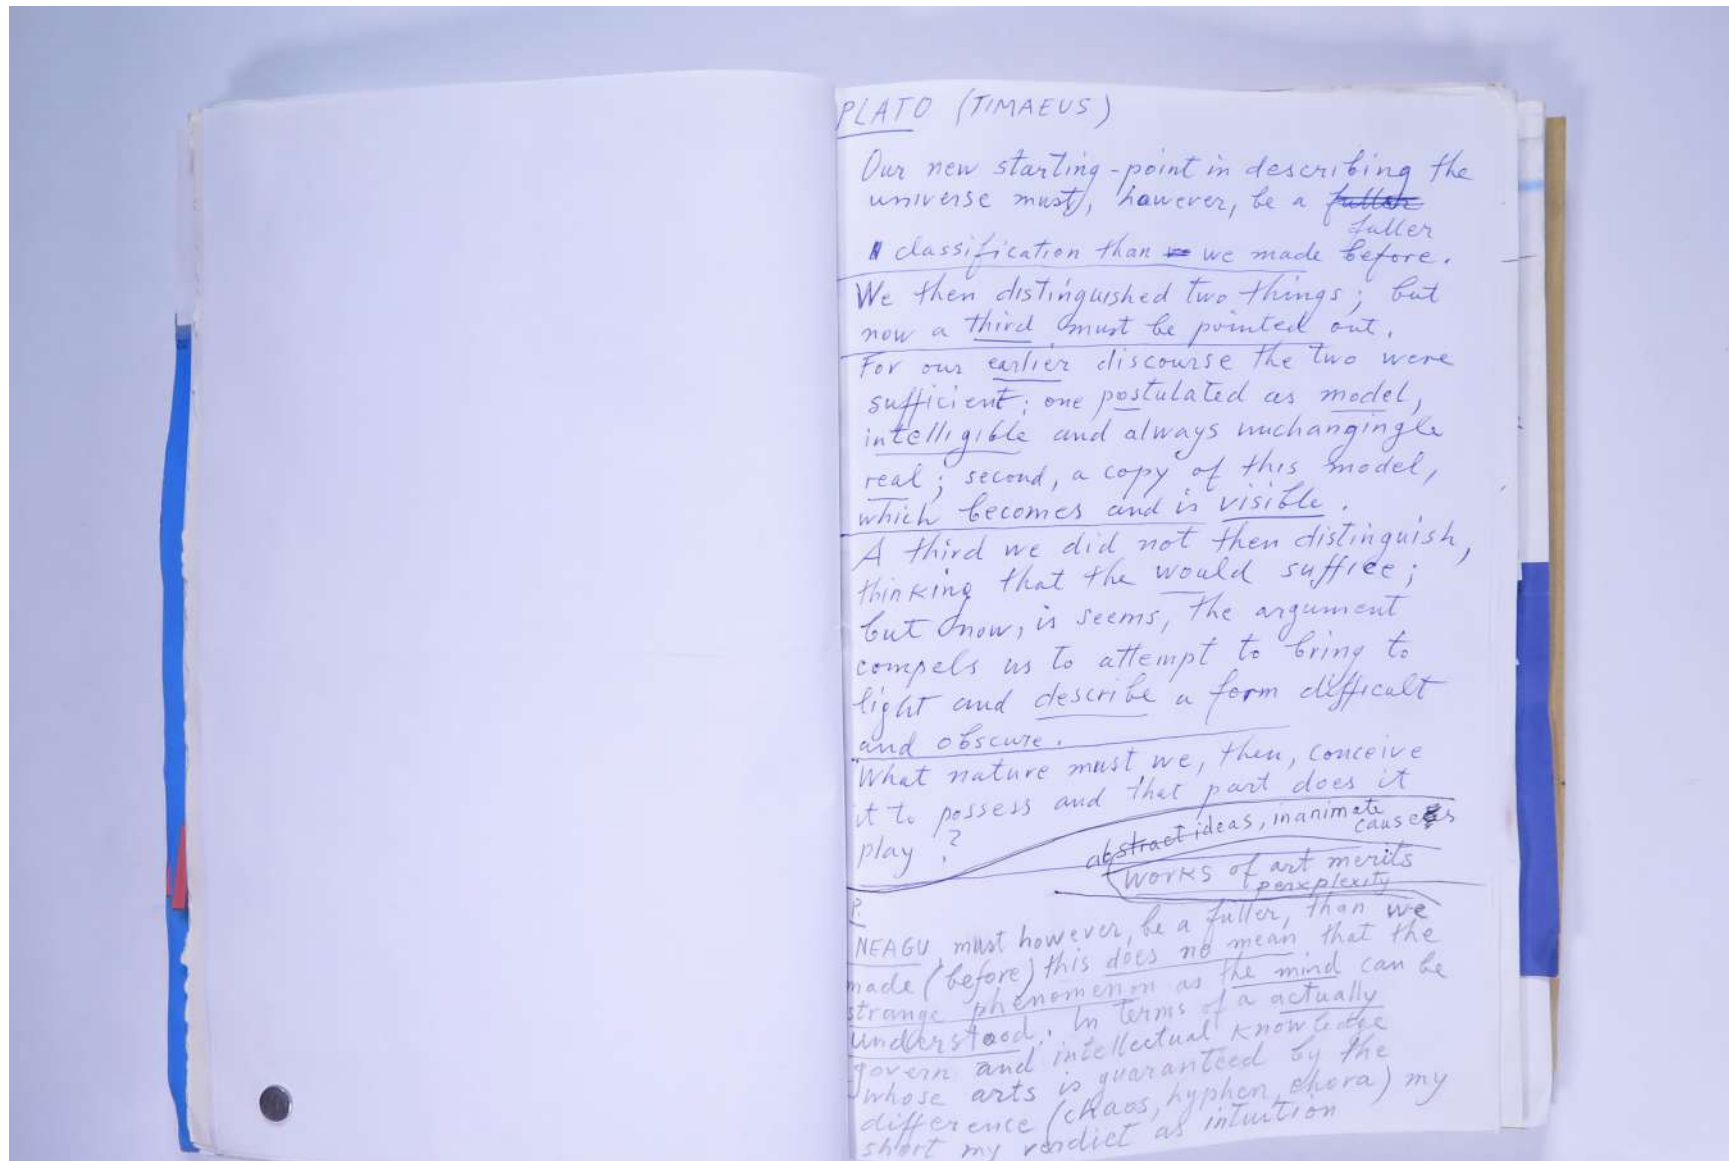 PLATO (TIMAEUS)
Our new starting-point in describing the
universe must, however, be a fuller
fuller
classification than we made before.
We then distinguished two things; but
now a third must be pointed out.
For our earlier discourse the two were
sufficient; one postulated as model,
intelligible and always unchangingle
real; second, a copy of this model,
which becomes and is visible.
A third we did not then distinguish,
thinking that the would suffice;
but now, is seems, the argument
compels us to attempt to bring to
light and describe a form difficult
and obscure.
What nature must we, then, conceive
it to possess and that part does it
play?
abstract ideas, inanimate
causes
works of art merits
perxplexity
P.
NEAGU must however, be a fuller, than we
made (before) this does no mean that the
strange phenomenon as the mind can be
understood. In terms of a actually
govern and intellectual knowledge
whose arts is guaranteed by the
difference (chaos, hyphen, chora) my
short my verdict as intuition